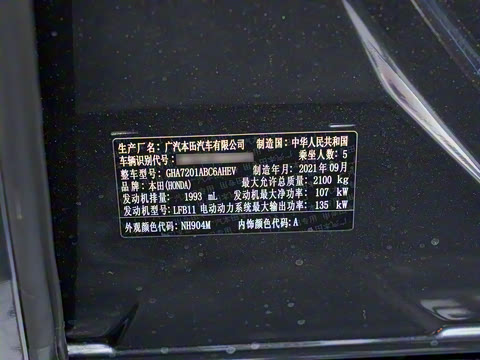 生产厂名：广汽本田汽车有限公司 制造国：中华人民共和国
车辆识别代号： 乘坐人数：5
整车型号：GHA7201ABC6AHEV 制造年月：2021年09月
品牌：本田(HONDA) 最大允许总质量：2100 kg
发动机排量：1993 mL 发动机最大净功率：107 kW
发动机型号：LFB11 电动动力系统最大输出功率：135 kW
外观颜色代码：NH904M 内饰颜色代码：A